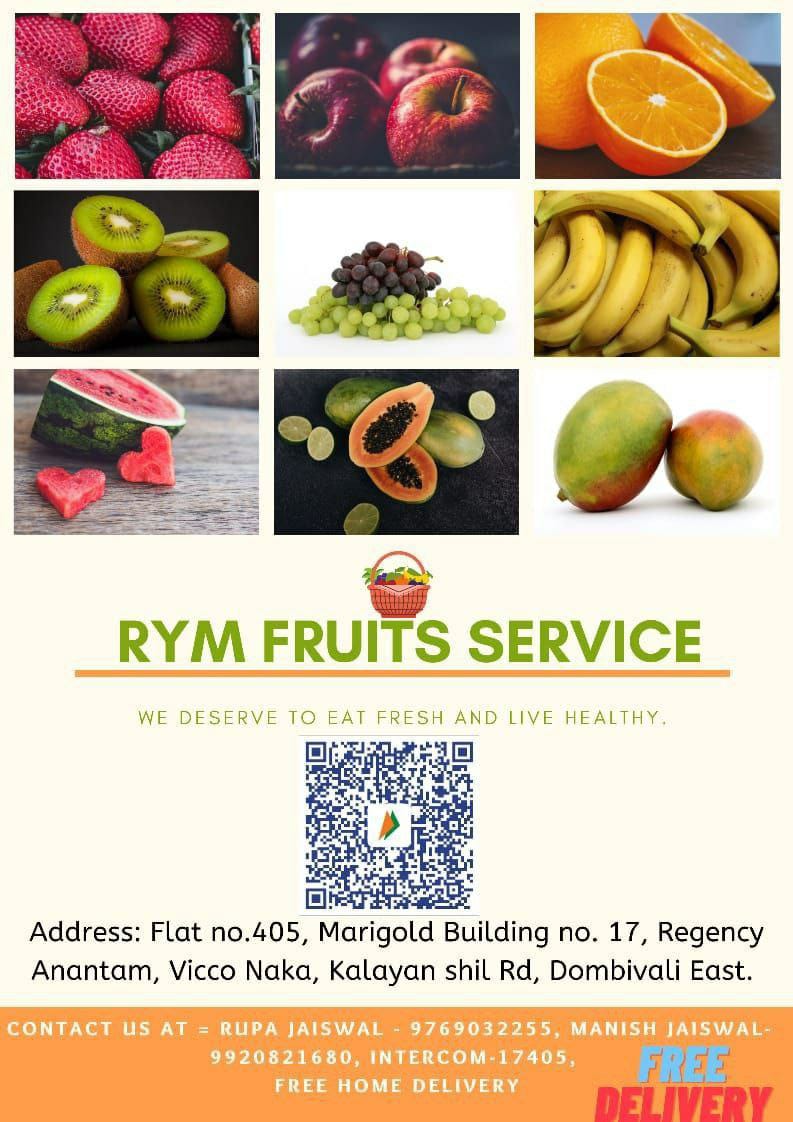 RYM FRUITS SERVICE
WE DESERVE TO EAT FRESH AND LIVE HEALTHY.
Address: Flat no.405, Marigold Building no. 17, Regency
Anantam, Vicco Naka, Kalayan shil Rd, Dombivali East.
CONTACT US AT = RUPA JAISWAL - 9769032255, MANISH JAISWAL-
9920821680, INTERCOM-17405,
FREE HOME DELIVERY
FREE
DELIVERY